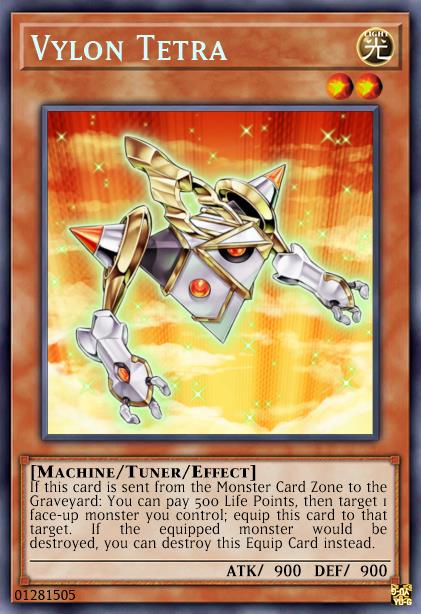 VYLON TETRA
LIGHT
光
[MACHINE/TUNER/EFFECT]
If this card is sent from the Monster Card Zone to the
Graveyard: You can pay 500 Life Points, then target 1
face-up monster you control; equip this card to that
target. If the equipped monster would be
destroyed, you can destroy this Equip Card instead.
ATK/ 900 DEF/ 900
01281505